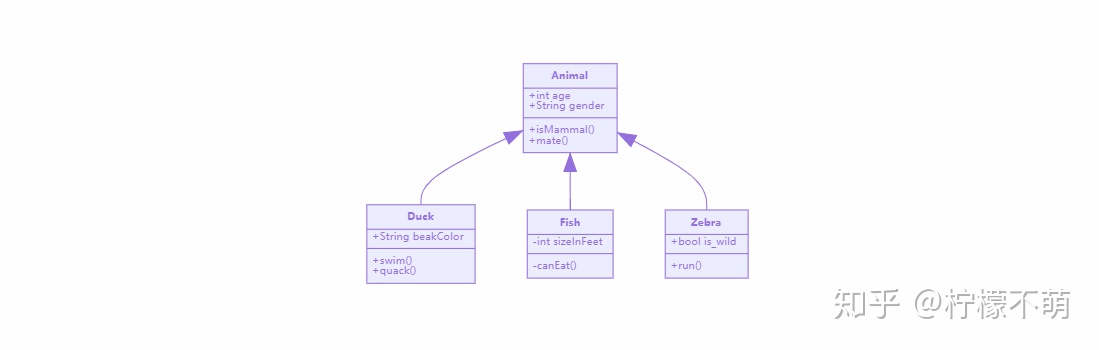 Animal
+int age
+String gender
+isMammal()
+mate()
Duck
+String beakColor
+swim()
+quack()
Fish
-int sizeInFeet
-canEat()
Zebra
+bool is_wild
+run()
知乎 @柠檬不萌